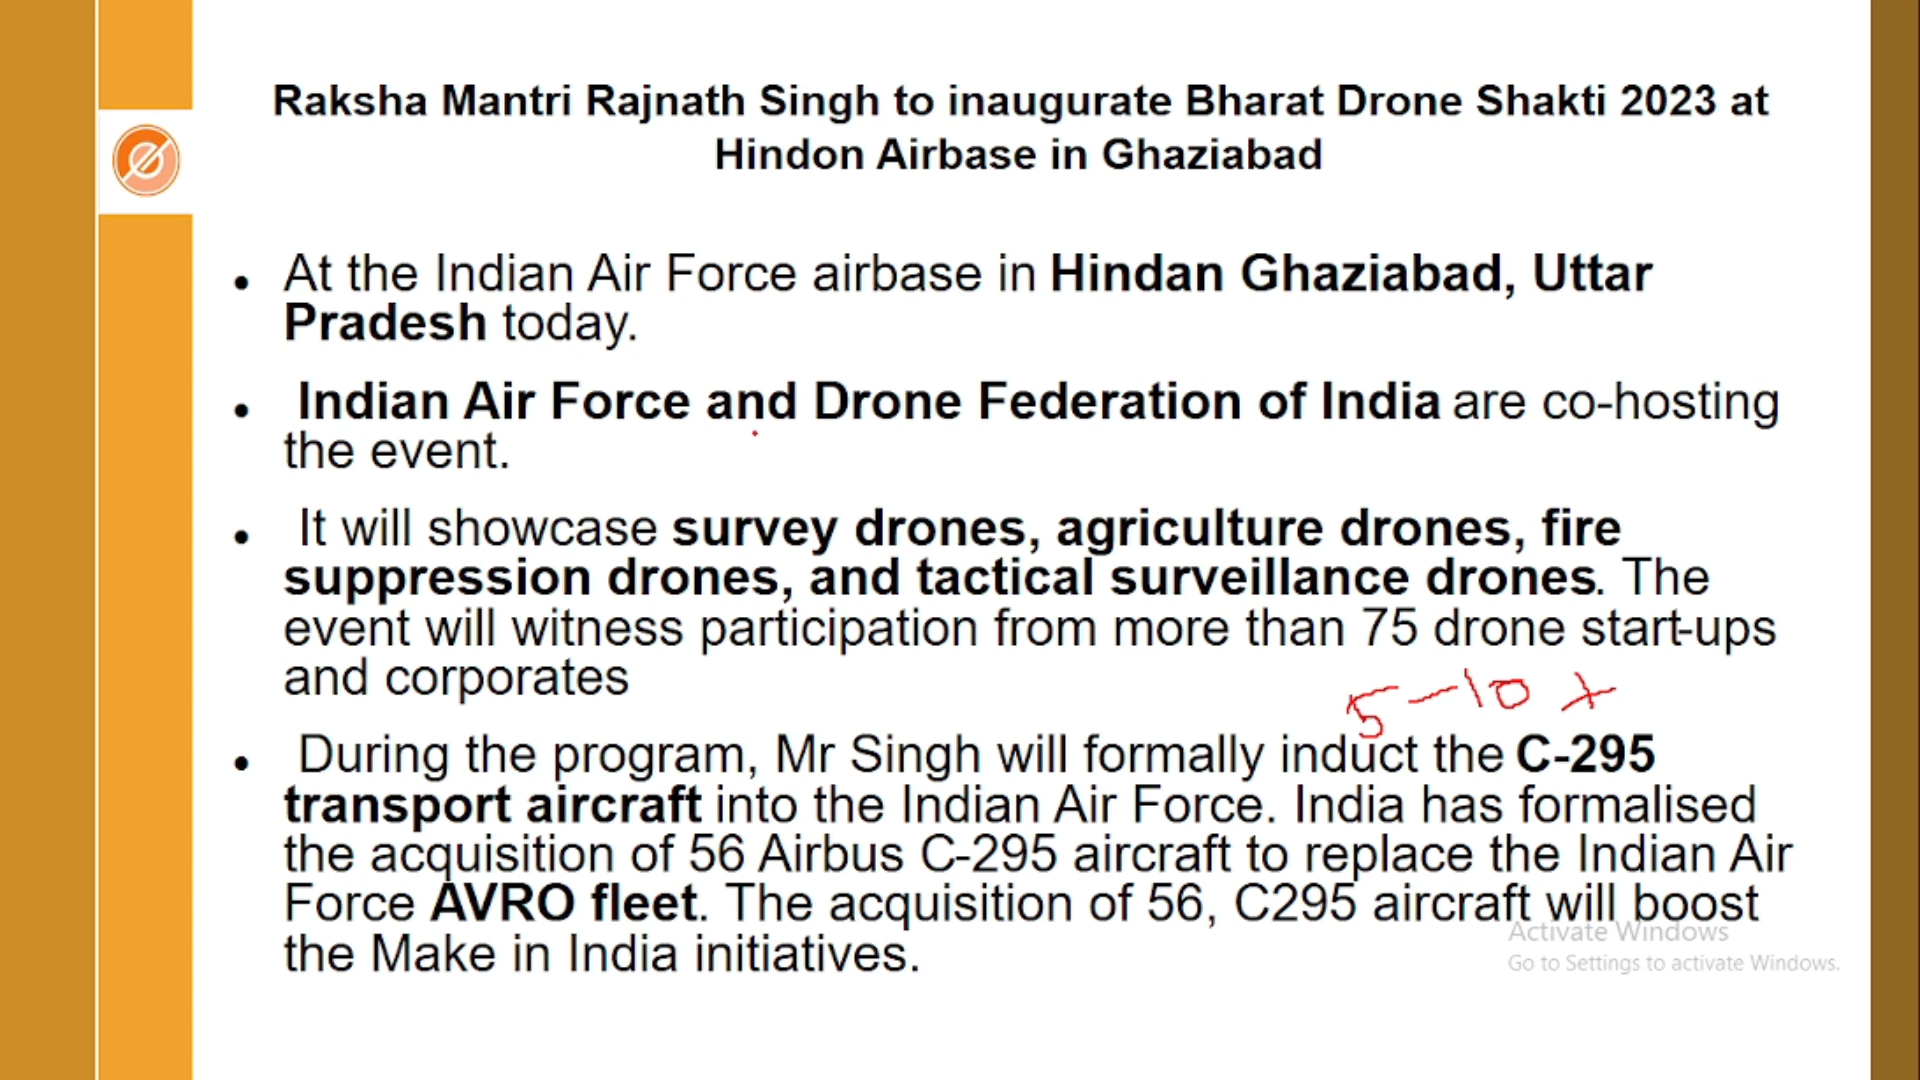 Raksha Mantri Rajnath Singh to inaugurate Bharat Drone Shakti 2023 at
Hindon Airbase in Ghaziabad
• At the Indian Air Force airbase in Hindan Ghaziabad, Uttar
Pradesh today.
• Indian Air Force and Drone Federation of India are co-hosting
the event.
• It will showcase survey drones, agriculture drones, fire
suppression drones, and tactical surveillance drones. The
event will witness participation from more than 75 drone start-ups
and corporates
5-10 +
• During the program, Mr Singh will formally induct the C-295
transport aircraft into the Indian Air Force. India has formalised
the acquisition of 56 Airbus C-295 aircraft to replace the Indian Air
Force AVRO fleet. The acquisition of 56, C295 aircraft will boost
the Make in India initiatives.
Activate Windows
Go to Settings to activate Windows.